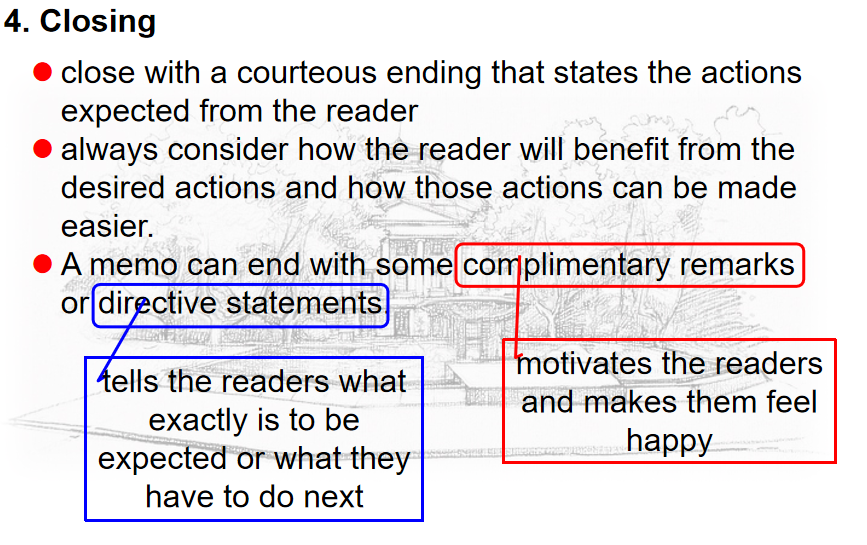 4. Closing
close with a courteous ending that states the actions
expected from the reader
always consider how the reader will benefit from the
desired actions and how those actions can be made
easier.
A memo can end with some complimentary remarks
or directive statements.
tells the readers what
exactly is to be
expected or what they
have to do next
motivates the readers
and makes them feel
happy